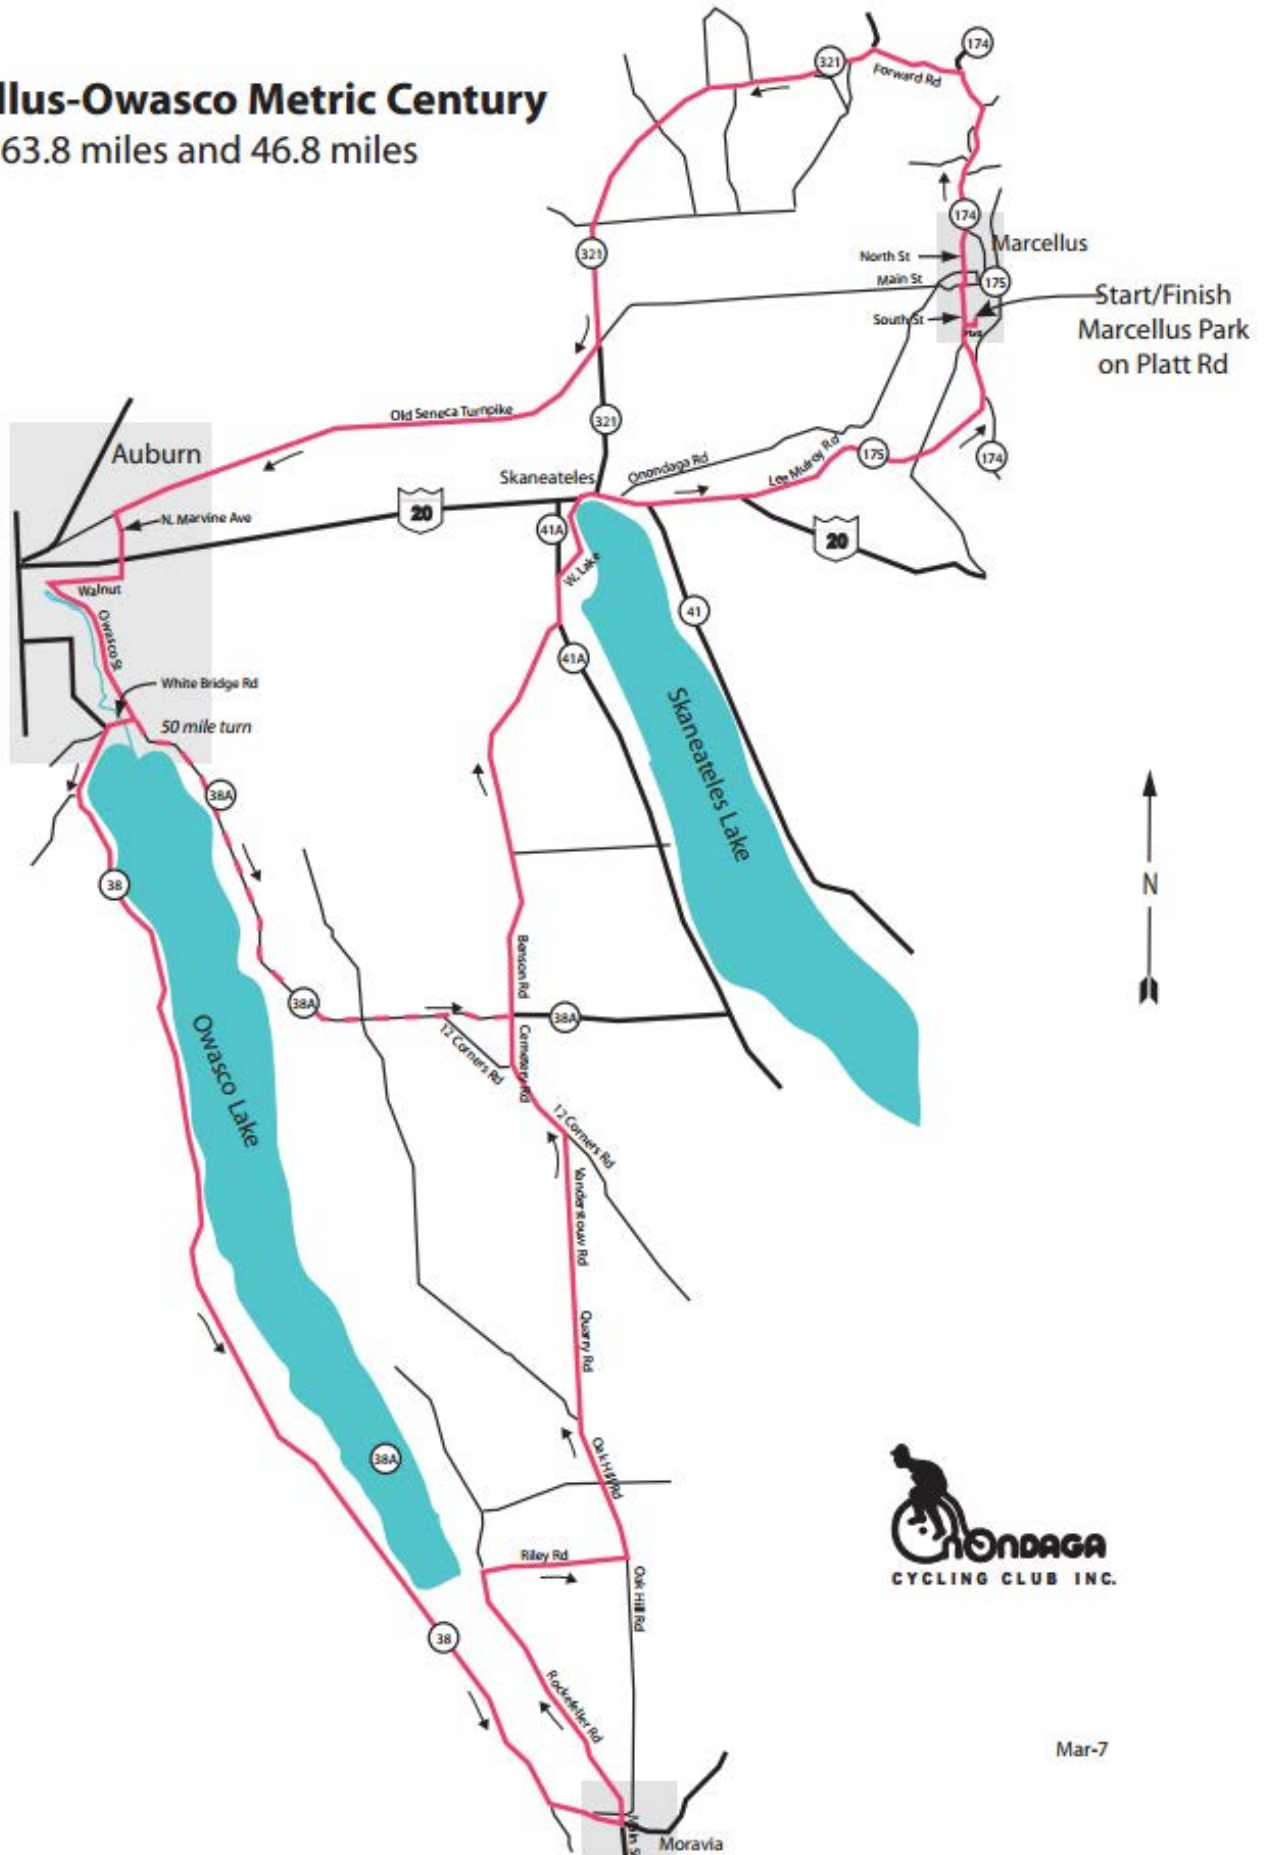 llus-Owasco Metric Century
63.8 miles and 46.8 miles
174
321
Forward Rd
174
Marcellus
North St
321
Main St
175
South St
Start/Finish
Marcellus Park
on Platt Rd
Old Seneca Turnpike
321
Auburn
Onondaga Rd
Lee Mulroy Rd
175
174
Skaneateles
20
N. Marvine Ave
41A
20
W. Lake
Walnut
Owasco St
41
41A
White Bridge Rd
50 mile turn
Skaneateles Lake
38A
38
N
Benson Rd
38A
38A
12 Corners Rd
Cemetery Rd
Owasco Lake
12 Corners Rd
Vanderstouw Rd
Quarry Rd
Oak Hill Rd
38A
ONONDAGA
CYCLING CLUB INC.
Riley Rd
Oak Hill Rd
38
Rockefeller Rd
Mar-7
Main S
Moravia